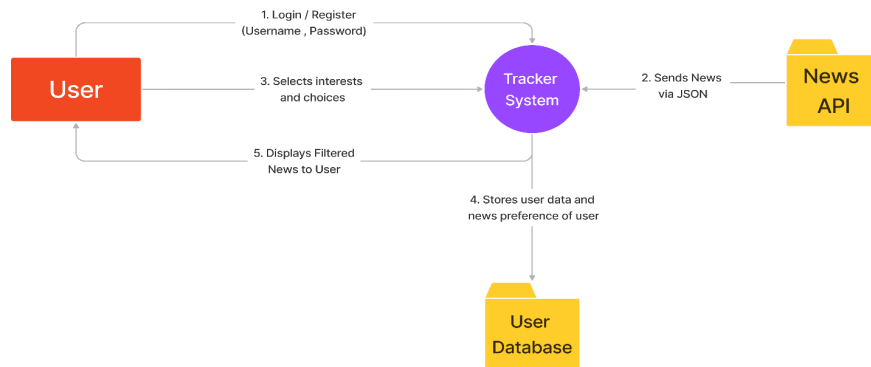 1. Login / Register
(Username , Password)
User
3. Selects interests
and choices
Tracker
System
2. Sends News
via JSON
News
API
5. Displays Filtered
News to User
4. Stores user data and
news preference of user
User
Database